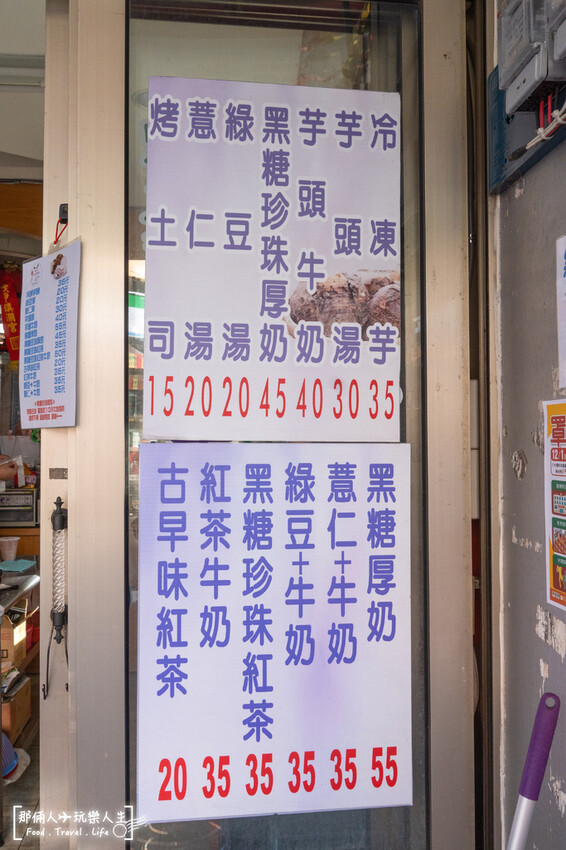 冷凍芋 35
芋頭湯 30
芋頭牛奶 40
黑糖珍珠厚奶 45
綠豆湯 20
薏仁湯 20
烤土司 15
黑糖厚奶 55
薏仁+牛奶 35
綠豆+牛奶 35
黑糖珍珠紅茶 35
紅茶牛奶 35
古早味紅茶 20
那倆人玩樂人生
Food . Travel . Life